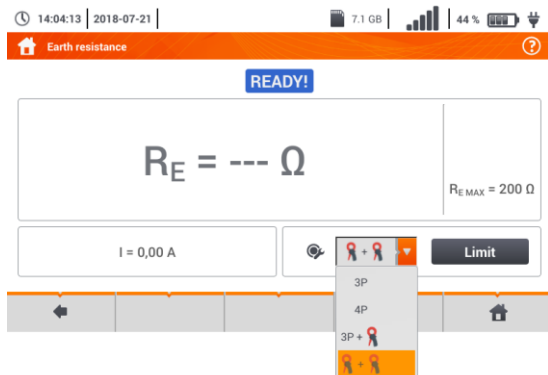 14:04:13 2018-07-21 7.1 GB 44 %
Earth resistance ?
READY!
RE = --- Ω
RE MAX = 200 Ω
I = 0,00 A + Limit
3P
4P
3P +
+